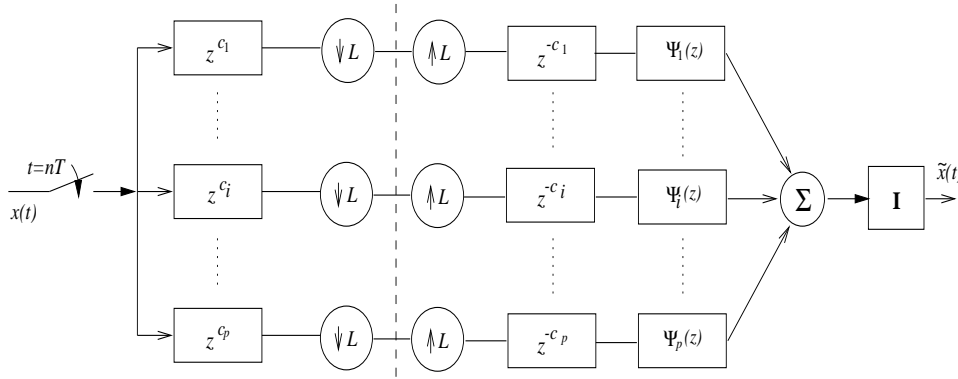 z^{c_1} ↓L ↑L z^{-c_1} Ψ_1(z)
t=nT
x(t)
z^{c_i} ↓L ↑L z^{-c_i} Ψ_i(z) Σ I x̃(t)
z^{c_p} ↓L ↑L z^{-c_p} Ψ_p(z)